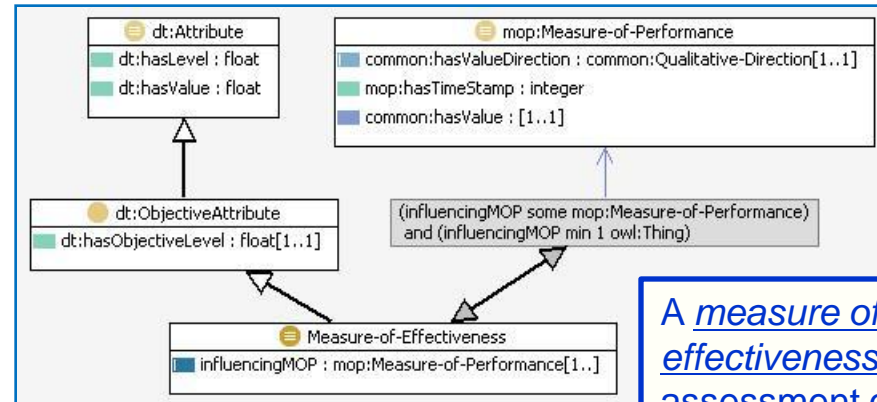 dt:Attribute
dt:hasLevel : float
dt:hasValue : float
mop:Measure-of-Performance
common:hasValueDirection : common:Qualitative-Direction[1..1]
mop:hasTimeStamp : integer
common:hasValue : [1..1]
dt:ObjectiveAttribute
dt:hasObjectiveLevel : float[1..1]
(influencingMOP some mop:Measure-of-Performance)
and (influencingMOP min 1 owl:Thing)
Measure-of-Effectiveness
influencingMOP : mop:Measure-of-Performance[1..]
A measure of
effectiveness